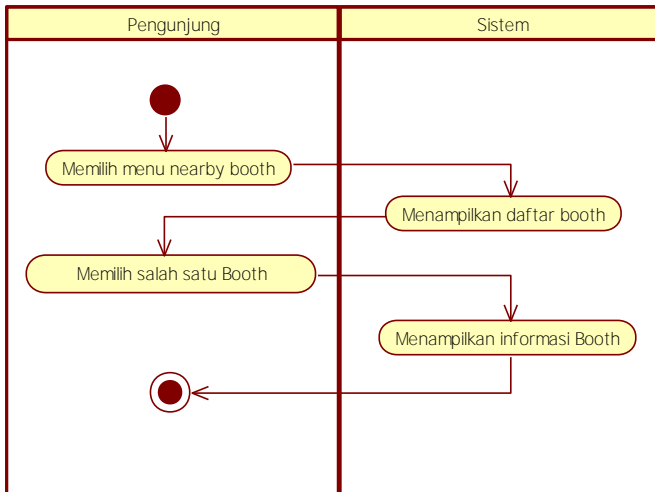 Pengunjung
Sistem
Memilih menu nearby booth
Menampilkan daftar booth
Memilih salah satu Booth
Menampilkan informasi Booth